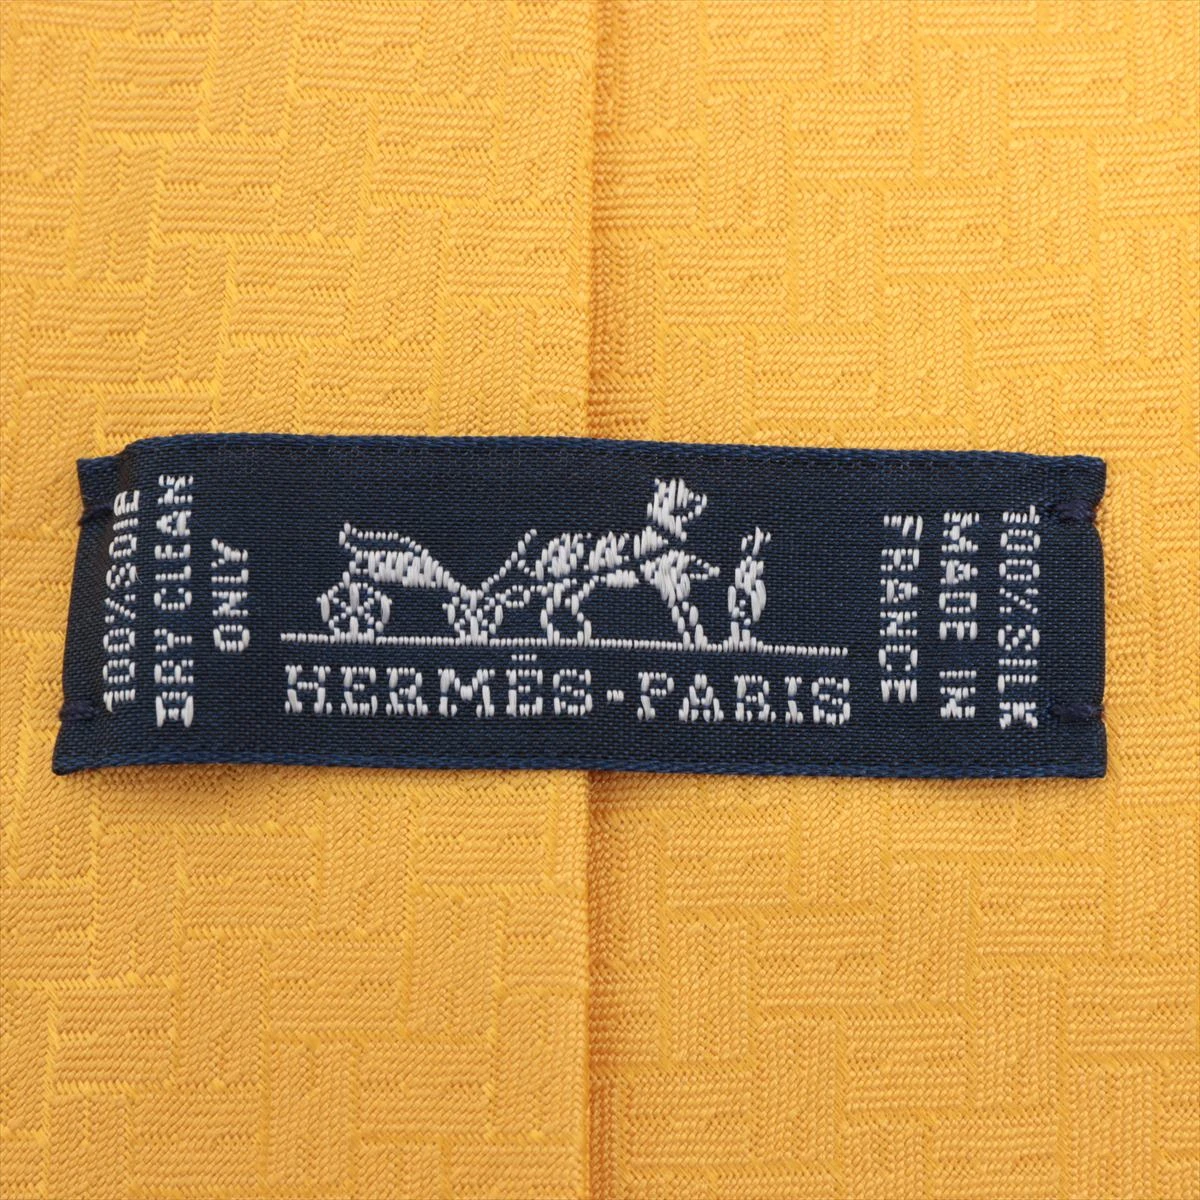 100%SOIE
DRY CLEAN
ONLY
HERMÈS-PARIS
100%SILK
MADE IN
FRANCE